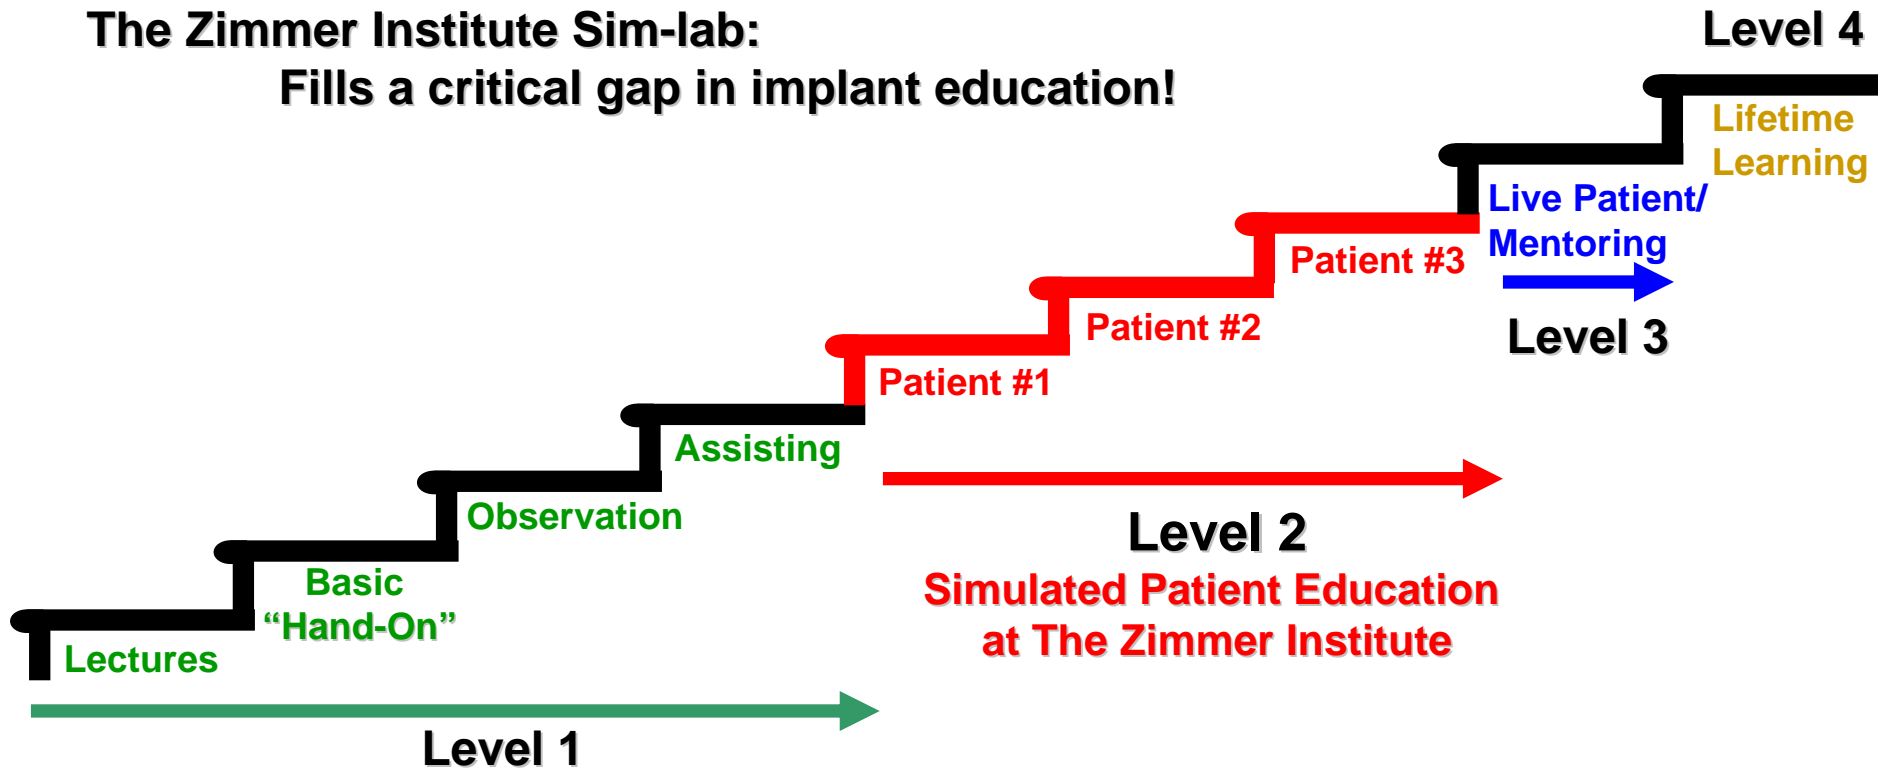 The Zimmer Institute Sim-lab:
Fills a critical gap in implant education!
Level 4
Lifetime
Learning
Live Patient/
Mentoring
Level 3
Patient #3
Patient #2
Patient #1
Assisting
Observation
Basic
“Hand-On”
Lectures
Level 2
Simulated Patient Education
at The Zimmer Institute
Level 1